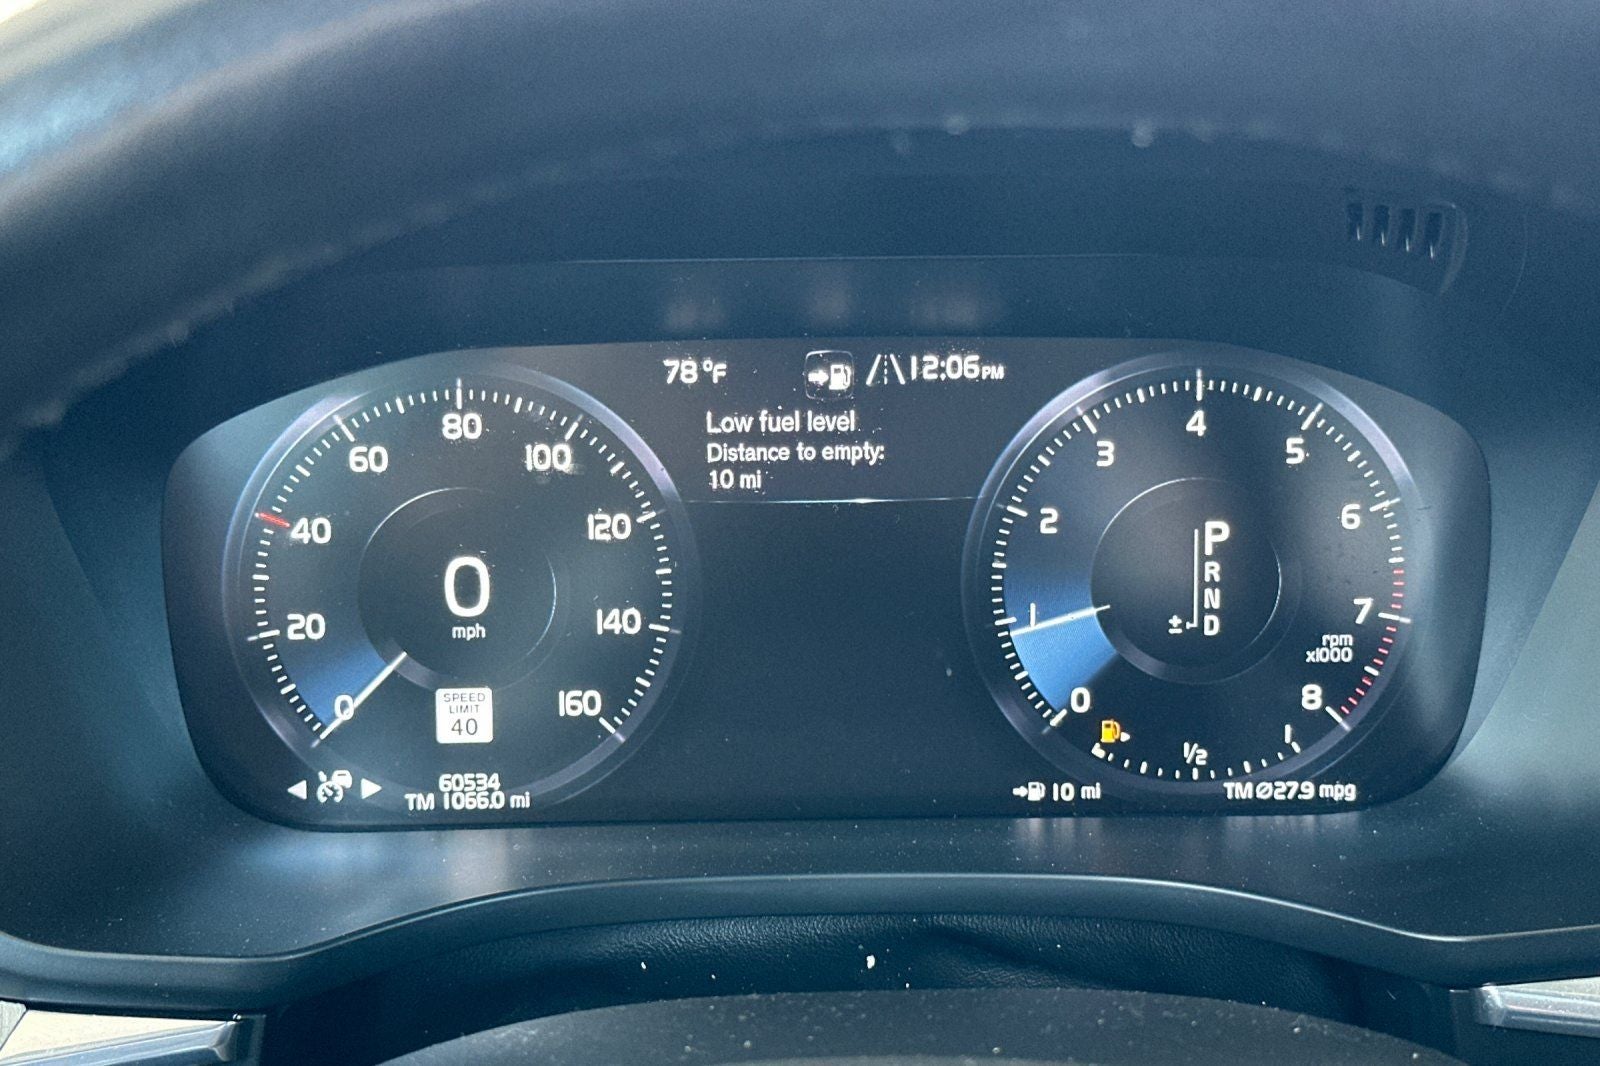 78°F
12:06PM
Low fuel level
Distance to empty:
10 mi
0
20
40
60
80
100
120
140
160
0
mph
SPEED
LIMIT
40
60534
TM 1066.0 mi
0
1
2
3
4
5
6
7
8
rpm
x1000
P
R
N
D
±
1/2
1
10 mi
TM Ø27.9 mpg